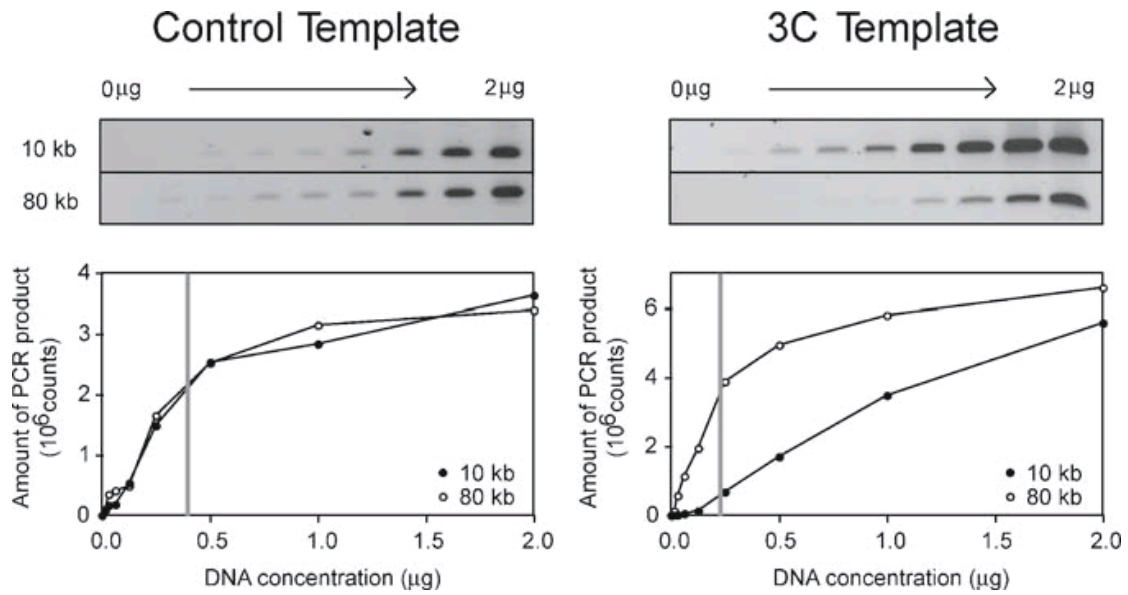 Control Template
0μg 2μg
10 kb
80 kb
Amount of PCR product
(10⁶counts)
4
3
2
1
0
0.0 0.5 1.0 1.5 2.0
DNA concentration (μg)
10 kb
80 kb
3C Template
0μg 2μg
Amount of PCR product
(10⁶counts)
6
4
2
0
0.0 0.5 1.0 1.5 2.0
DNA concentration (μg)
10 kb
80 kb